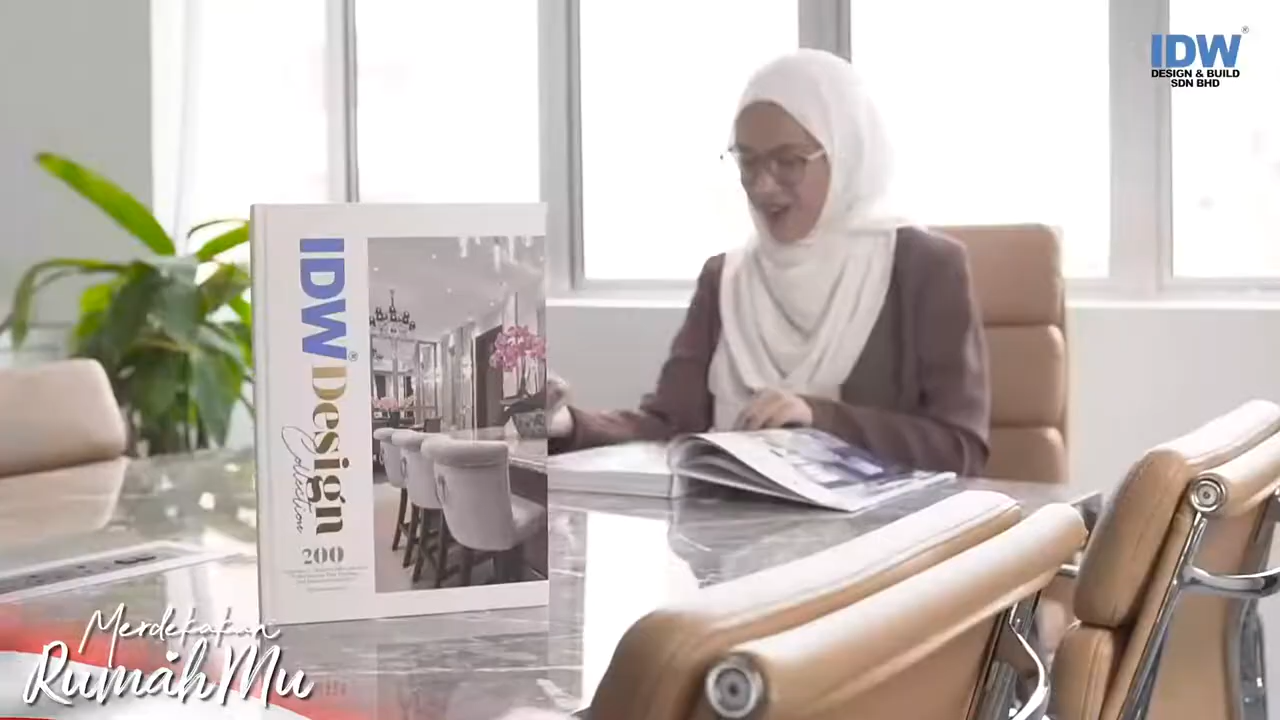 IDW®
DESIGN & BUILD
SDN BHD
IDW®
Design
Collection
200
Merdekakan
RumahMu